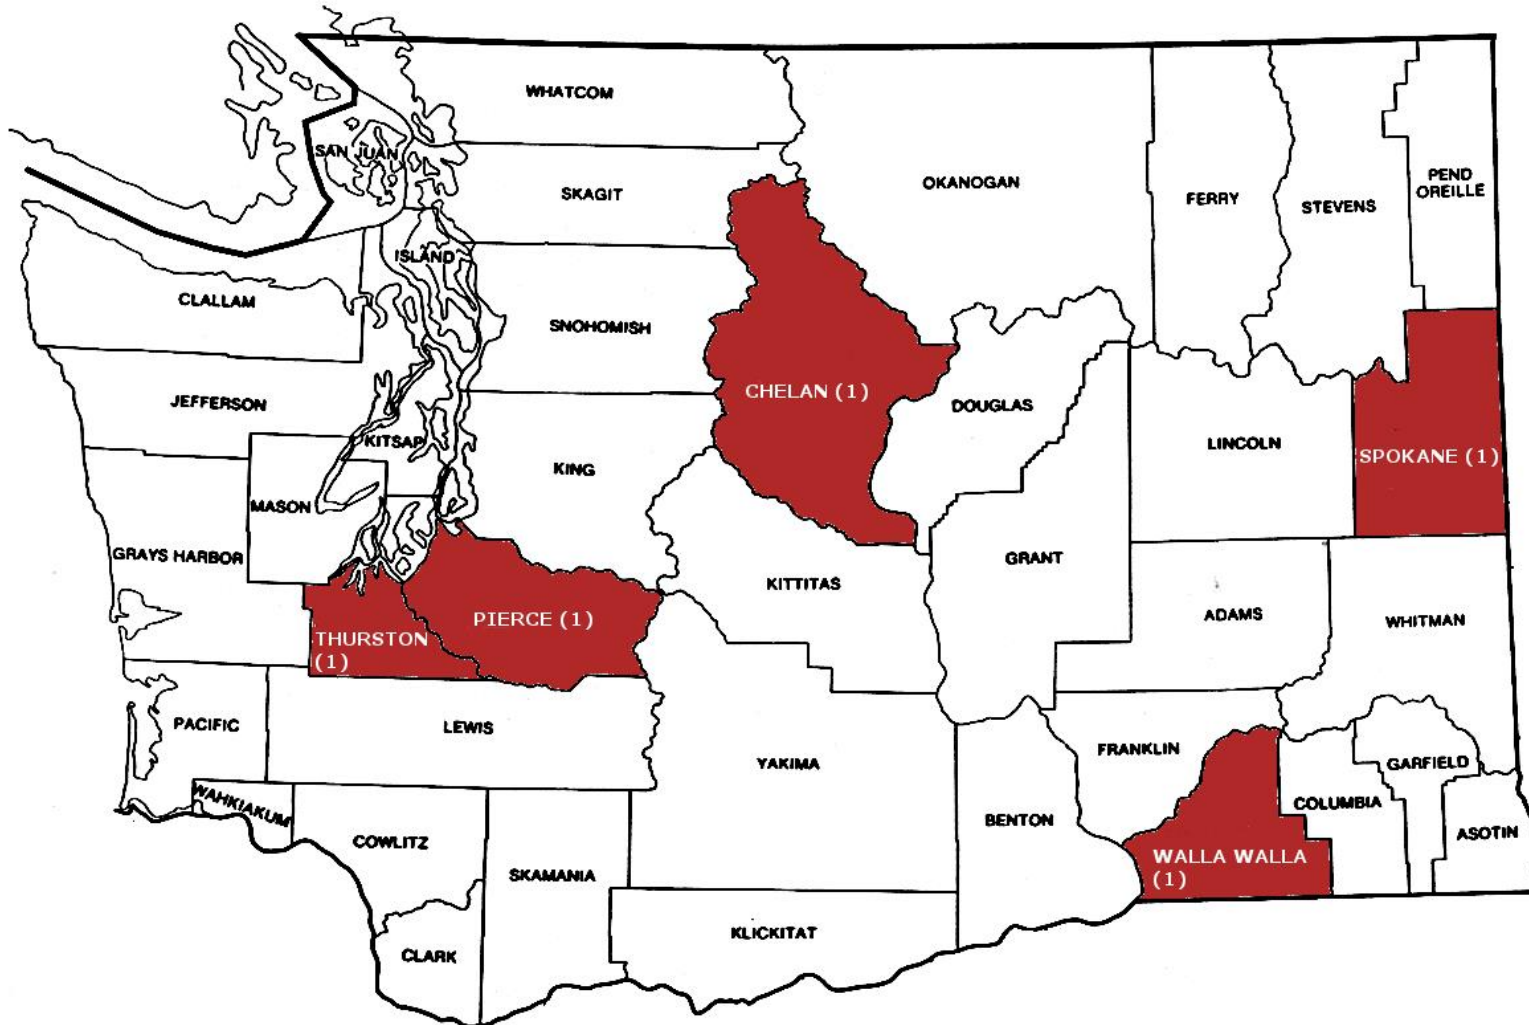 WHATCOM
SAN JUAN
SKAGIT
OKANOGAN
FERRY
STEVENS
PEND
OREILLE
ISLAND
CLALLAM
SNOHOMISH
CHELAN (1)
DOUGLAS
JEFFERSON
KITSAP
KING
LINCOLN
SPOKANE (1)
MASON
GRAYS HARBOR
GRANT
KITTITAS
ADAMS
WHITMAN
PIERCE (1)
THURSTON
(1)
PACIFIC
LEWIS
YAKIMA
FRANKLIN
GARFIELD
WAHKIAKUM
COLUMBIA
BENTON
ASOTIN
COWLITZ
SKAMANIA
WALLA WALLA
(1)
KLICKITAT
CLARK